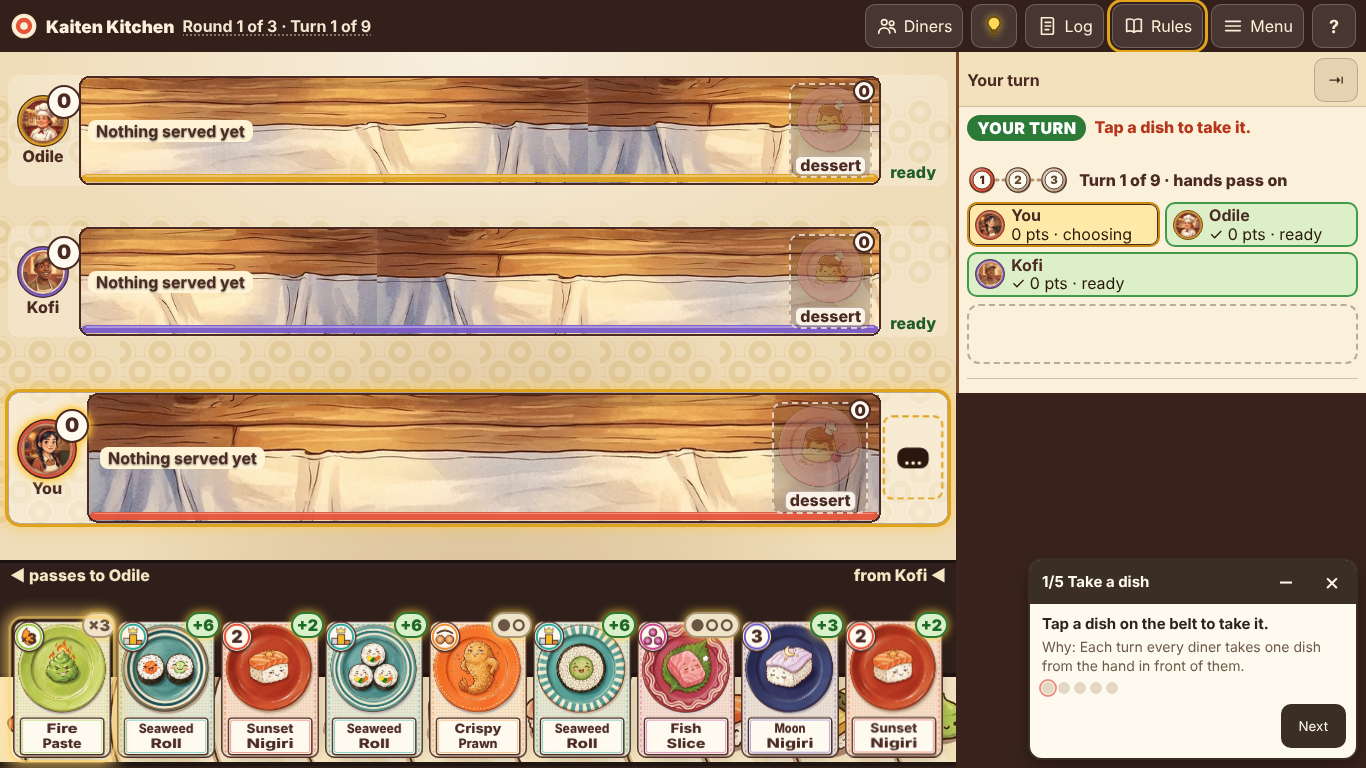 Kaiten Kitchen Round 1 of 3 · Turn 1 of 9
Diners
Log
Rules
Menu
?
0
Odile
Nothing served yet
0
dessert
ready
0
Kofi
Nothing served yet
0
dessert
ready
0
You
Nothing served yet
0
dessert
...
◀ passes to Odile
from Kofi ◀
×3
Fire
Paste
+6
Seaweed
Roll
2
+2
Sunset
Nigiri
+6
Seaweed
Roll
Crispy
Prawn
+6
Seaweed
Roll
Fish
Slice
3
+3
Moon
Nigiri
2
+2
Sunset
Nigiri
Your turn
YOUR TURN Tap a dish to take it.
1 2 3 Turn 1 of 9 · hands pass on
You
0 pts · choosing
Odile
✓ 0 pts · ready
Kofi
✓ 0 pts · ready
1/5 Take a dish
Tap a dish on the belt to take it.
Why: Each turn every diner takes one dish
from the hand in front of them.
Next